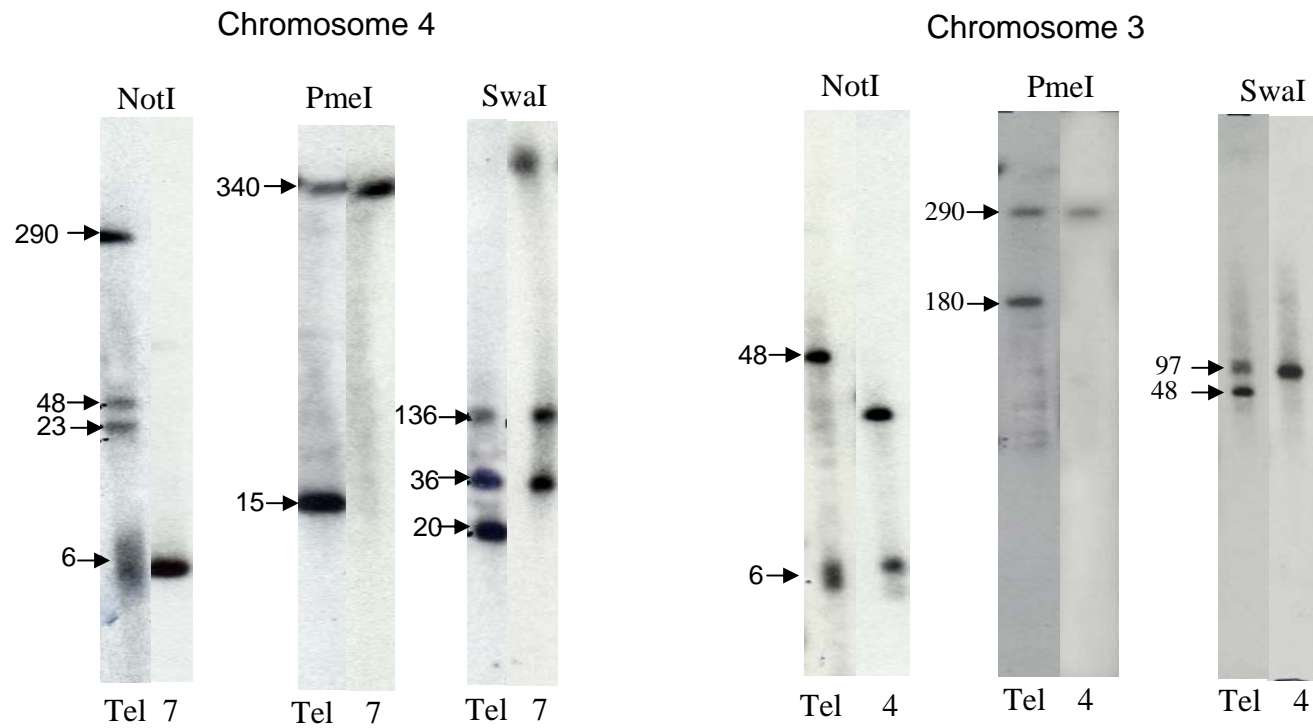 Chromosome 4
NotI
PmeI
SwaI
290
48
23
6
340
15
136
36
20
Tel 7
Tel 7
Tel 7
Chromosome 3
NotI
PmeI
SwaI
48
6
290
180
97
48
Tel 4
Tel 4
Tel 4